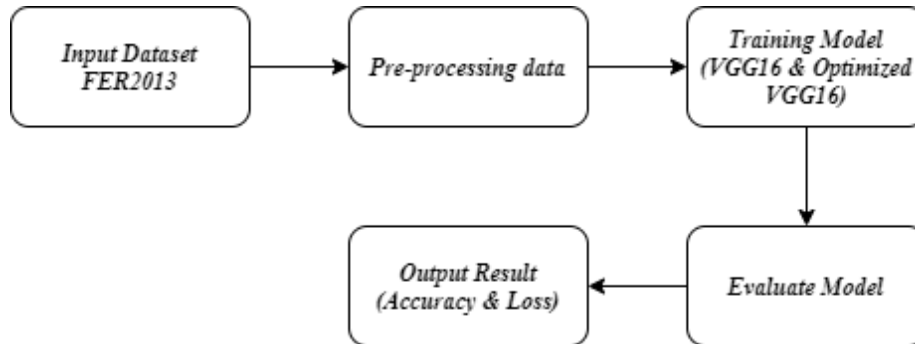 Input Dataset
FER2013
Pre-processing data
Training Model
(VGG16 & Optimized
VGG16)
Evaluate Model
Output Result
(Accuracy & Loss)